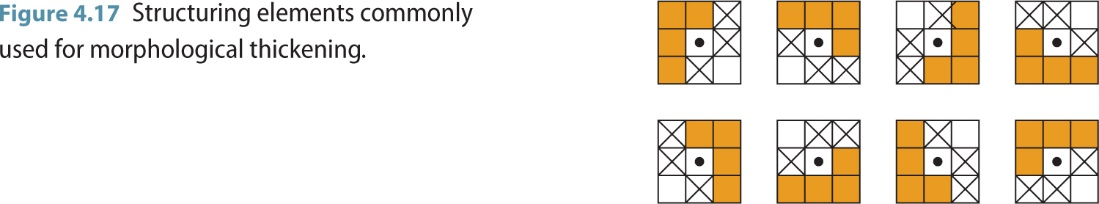 Figure 4.17 Structuring elements commonly
used for morphological thickening.